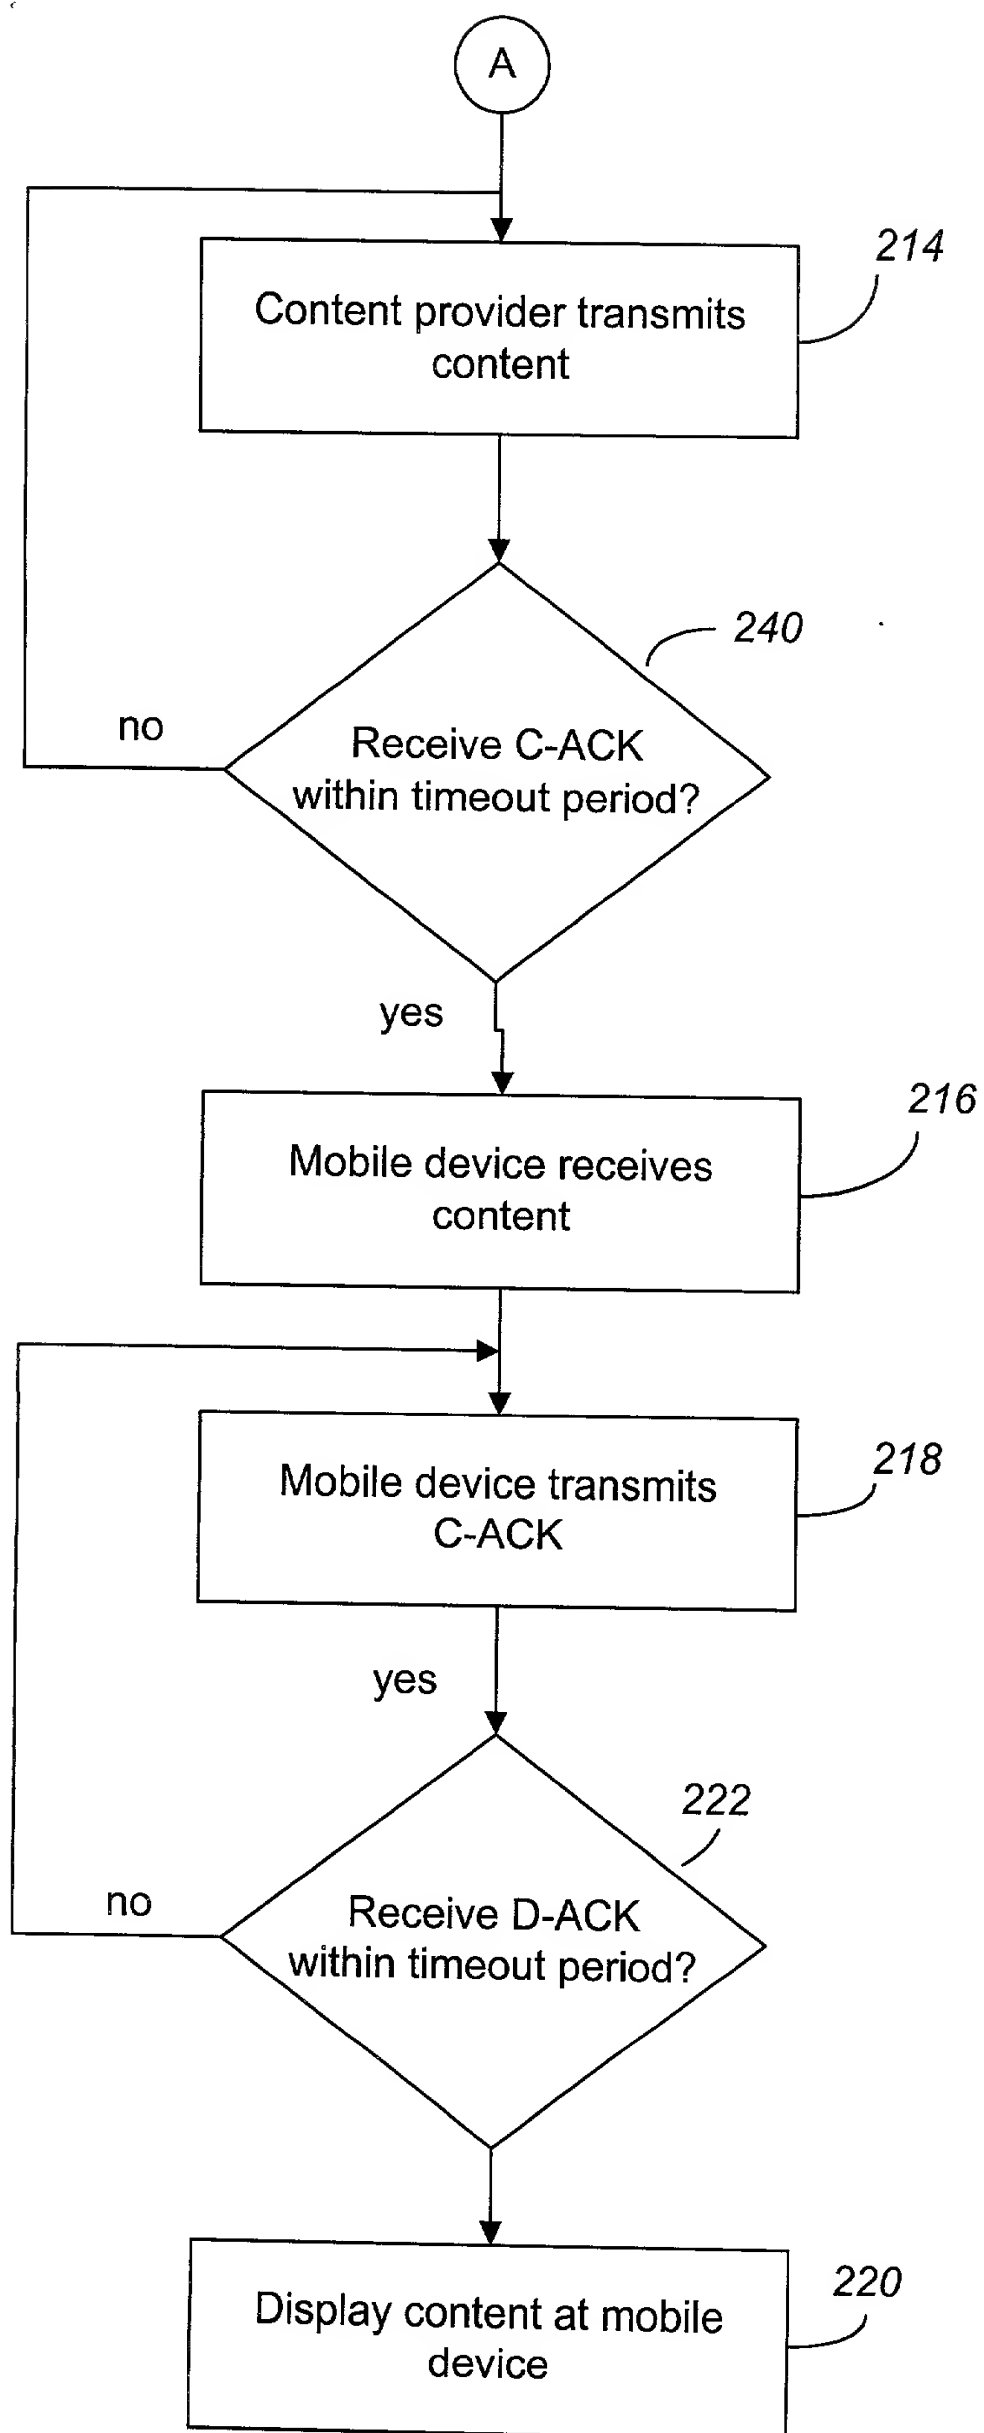 A
214
Content provider transmits
content
240
no
Receive C-ACK
within timeout period?
yes
216
Mobile device receives
content
218
Mobile device transmits
C-ACK
yes
222
no
Receive D-ACK
within timeout period?
220
Display content at mobile
device